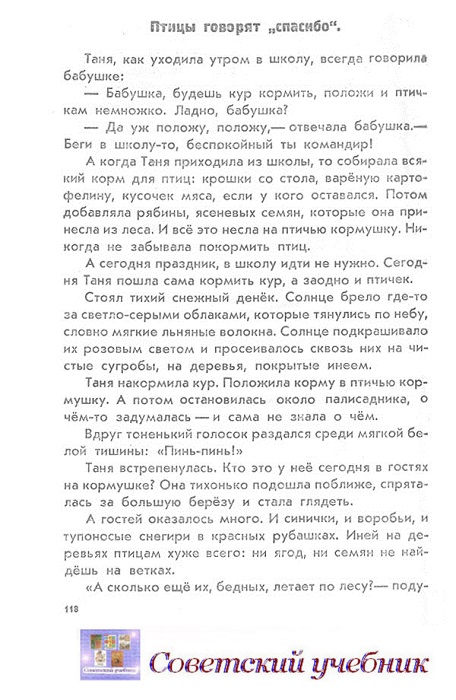 Птицы говорят „спасибо“.
Таня, как уходила утром в школу, всегда говорила
бабушке:
— Бабушка, будешь кур кормить, положи и птич-
кам немножко. Ладно, бабушка?
— Да уж положу, положу,— отвечала бабушка.—
Беги в школу-то, беспокойный ты командир!
А когда Таня приходила из школы, то собирала вся-
кий корм для птиц: крошки со стола, варёную карто-
фелину, кусочек мяса, если у кого оставался. Потом
добавляла рябины, ясеневых семян, которые она при-
несла из леса. И всё это несла на птичью кормушку. Ни-
когда не забывала покормить птиц.
А сегодня праздник, в школу идти не нужно. Сегод-
ня Таня пошла сама кормить кур, а заодно и птичек.
Стоял тихий снежный денёк. Солнце брело где-то
за светло-серыми облаками, которые тянулись по небу,
словно мягкие льняные волокна. Солнце подкрашивало
их розовым светом и просеивалось сквозь них на чи-
стые сугробы, на деревья, покрытые инеем.
Таня накормила кур. Положила корму в птичью кор-
мушку. А потом остановилась около палисадника, о
чём-то задумалась — и сама не знала о чём.
Вдруг тоненький голосок раздался среди мягкой бе-
лой тишины: «Пинь-пинь!»
Таня встрепенулась. Кто это у неё сегодня в гостях
на кормушке? Она тихонько подошла поближе, спрята-
лась за большую берёзу и стала глядеть.
А гостей оказалось много. И синички, и воробьи, и
тупоносые снегири в красных рубашках. Иней на де-
ревьях птицам хуже всего: ни ягод, ни семян не най-
дёшь на ветках.
«А сколько ещё их, бедных, летает по лесу?— поду-
118
Советский учебник